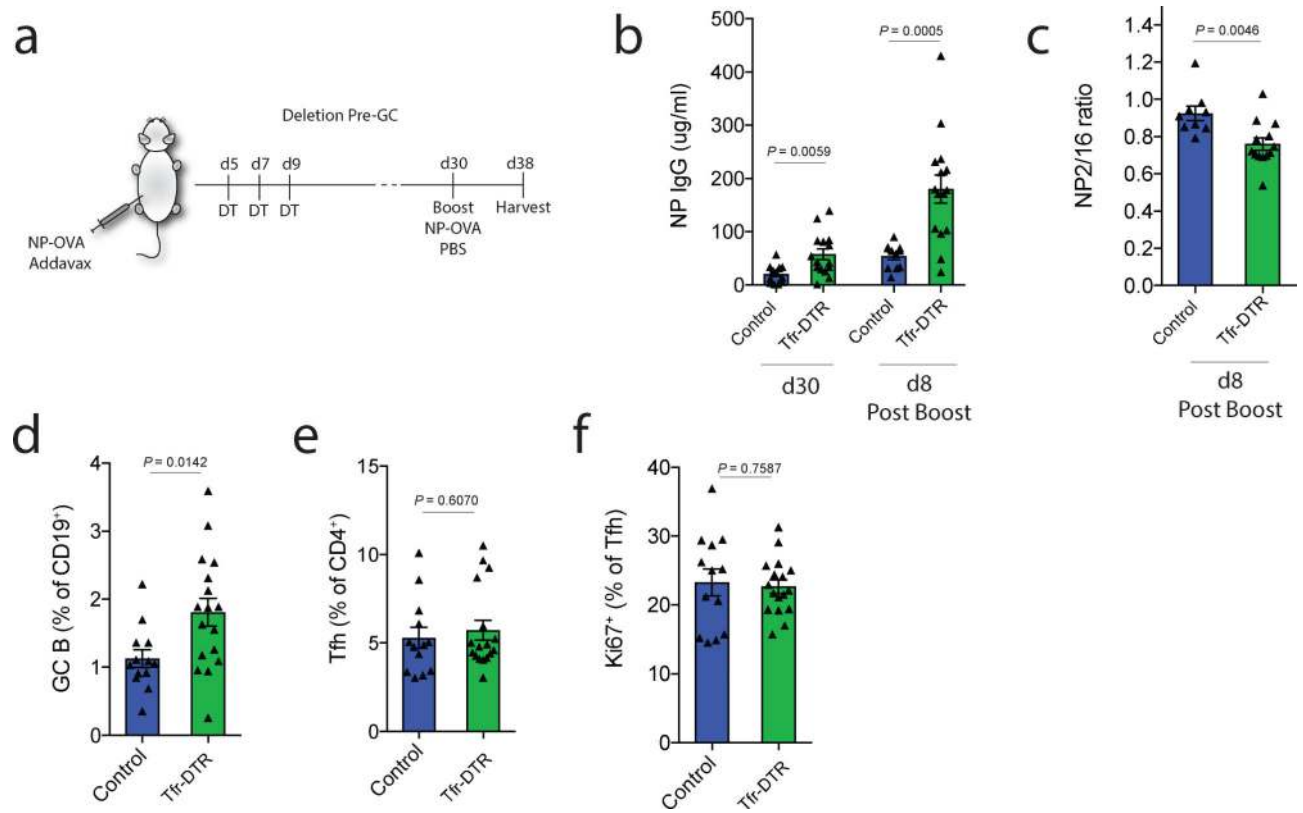 a
Deletion Pre-GC
d5 d7 d9 d30 d38
DT DT DT Boost Harvest
NP-OVA
PBS
NP-OVA
Addavax
b
NP IgG (ug/ml)
500
400
300
200
100
0
P = 0.0059
P = 0.0005
Control
Tfr-DTR
Control
Tfr-DTR
d30
d8
Post Boost
c
NP2/16 ratio
1.4
1.2
1.0
0.8
0.6
0.4
0.2
0.0
P = 0.0046
Control
Tfr-DTR
d8
Post Boost
d
GC B (% of CD19⁺)
4
3
2
1
0
P = 0.0142
Control
Tfr-DTR
e
Tfh (% of CD4⁺)
15
10
5
0
P = 0.6070
Control
Tfr-DTR
f
Ki67⁺ (% of Tfh)
40
30
20
10
0
P = 0.7587
Control
Tfr-DTR